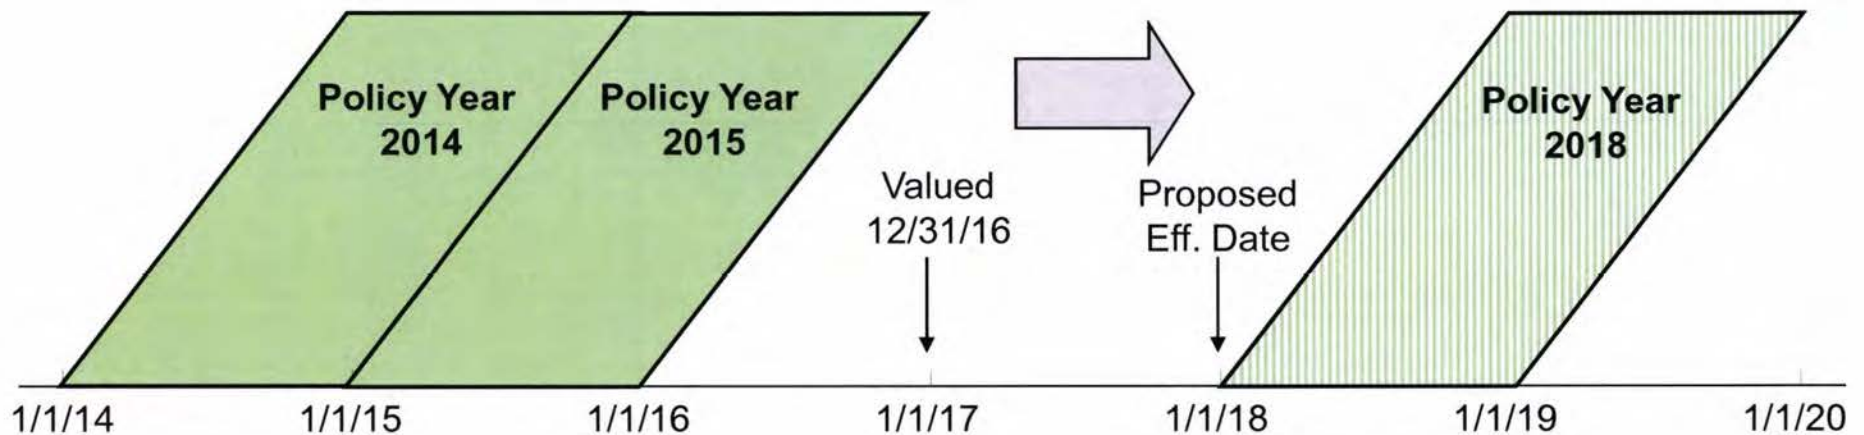 Policy Year
2014
Policy Year
2015
Valued
12/31/16
Proposed
Eff. Date
Policy Year
2018
1/1/14
1/1/15
1/1/16
1/1/17
1/1/18
1/1/19
1/1/20